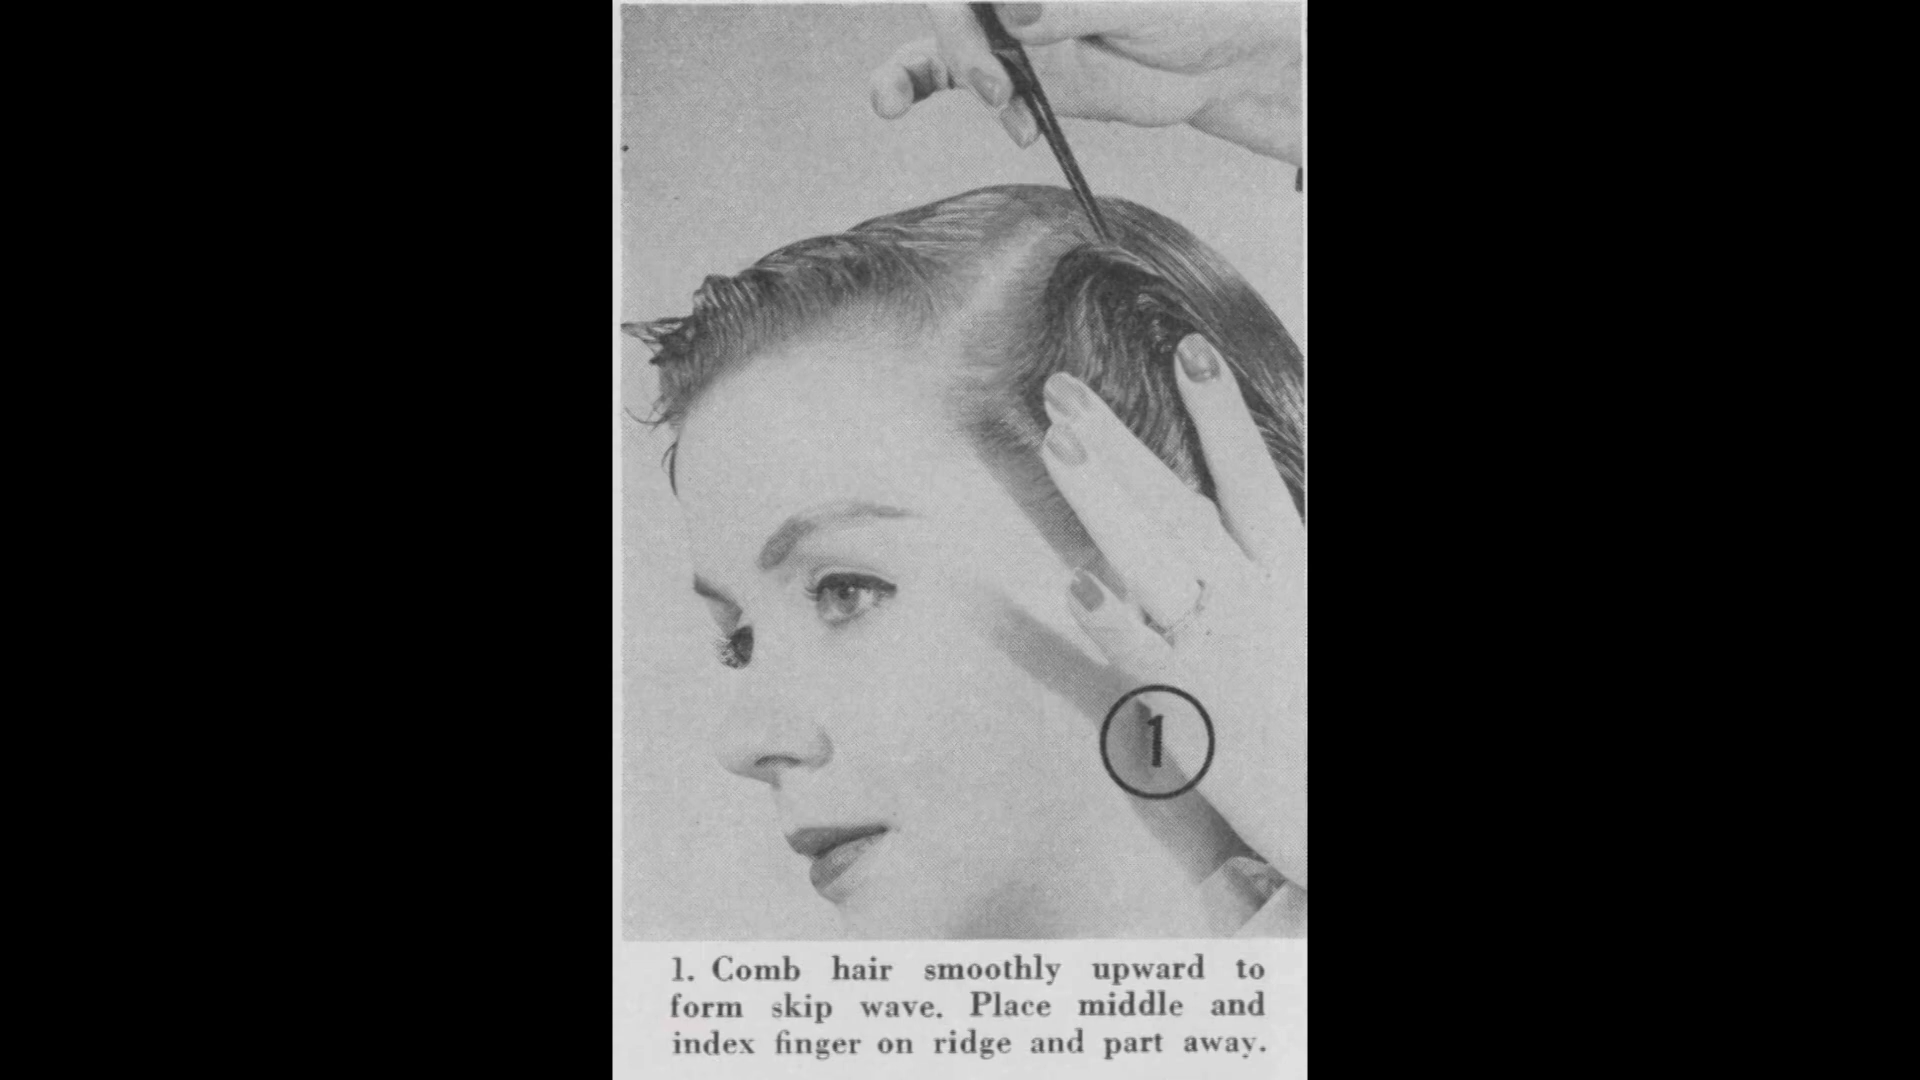 1
1. Comb hair smoothly upward to
form skip wave. Place middle and
index finger on ridge and part away.